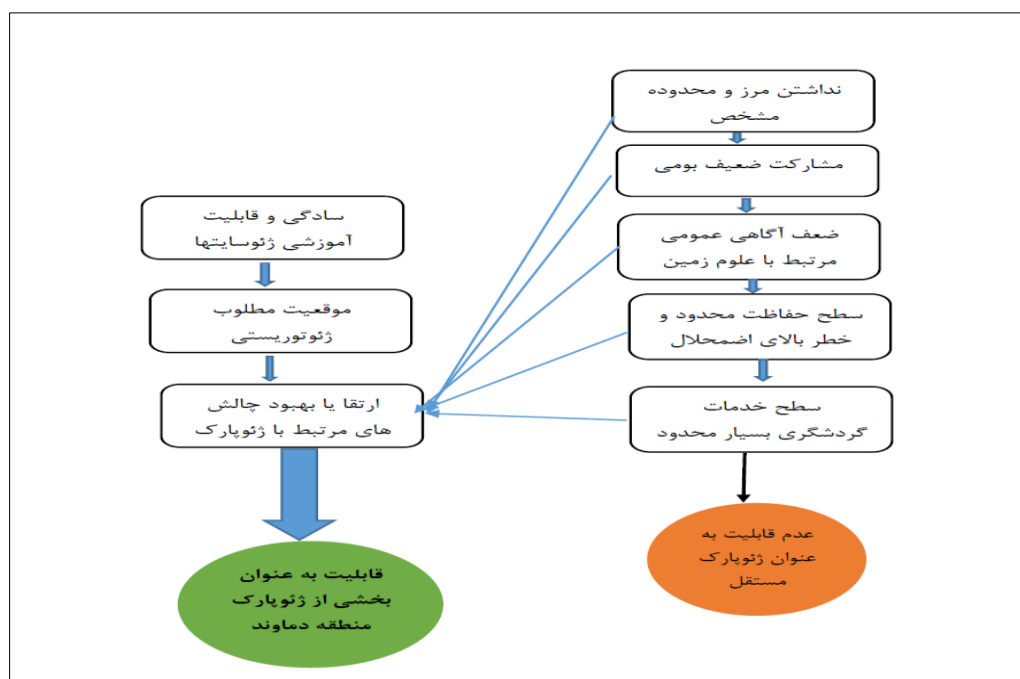 نداشتن مرز و محدوده
مشخص
مشارکت ضعیف بومی
ضعف آگاهی عمومی
مرتبط با علوم زمین
سطح حفاظت محدود و
خطر بالای اضمحلال
سطح خدمات
گردشگری بسیار محدود
عدم قابلیت به
عنوان ژئوپارک
مستقل
سادگی و قابلیت
آموزشی ژئوسایتها
موقعیت مطلوب
ژئوتوریستی
ارتقا یا بهبود چالش
های مرتبط با ژئوپارک
قابلیت به عنوان
بخشی از ژئوپارک
منطقه دماوند